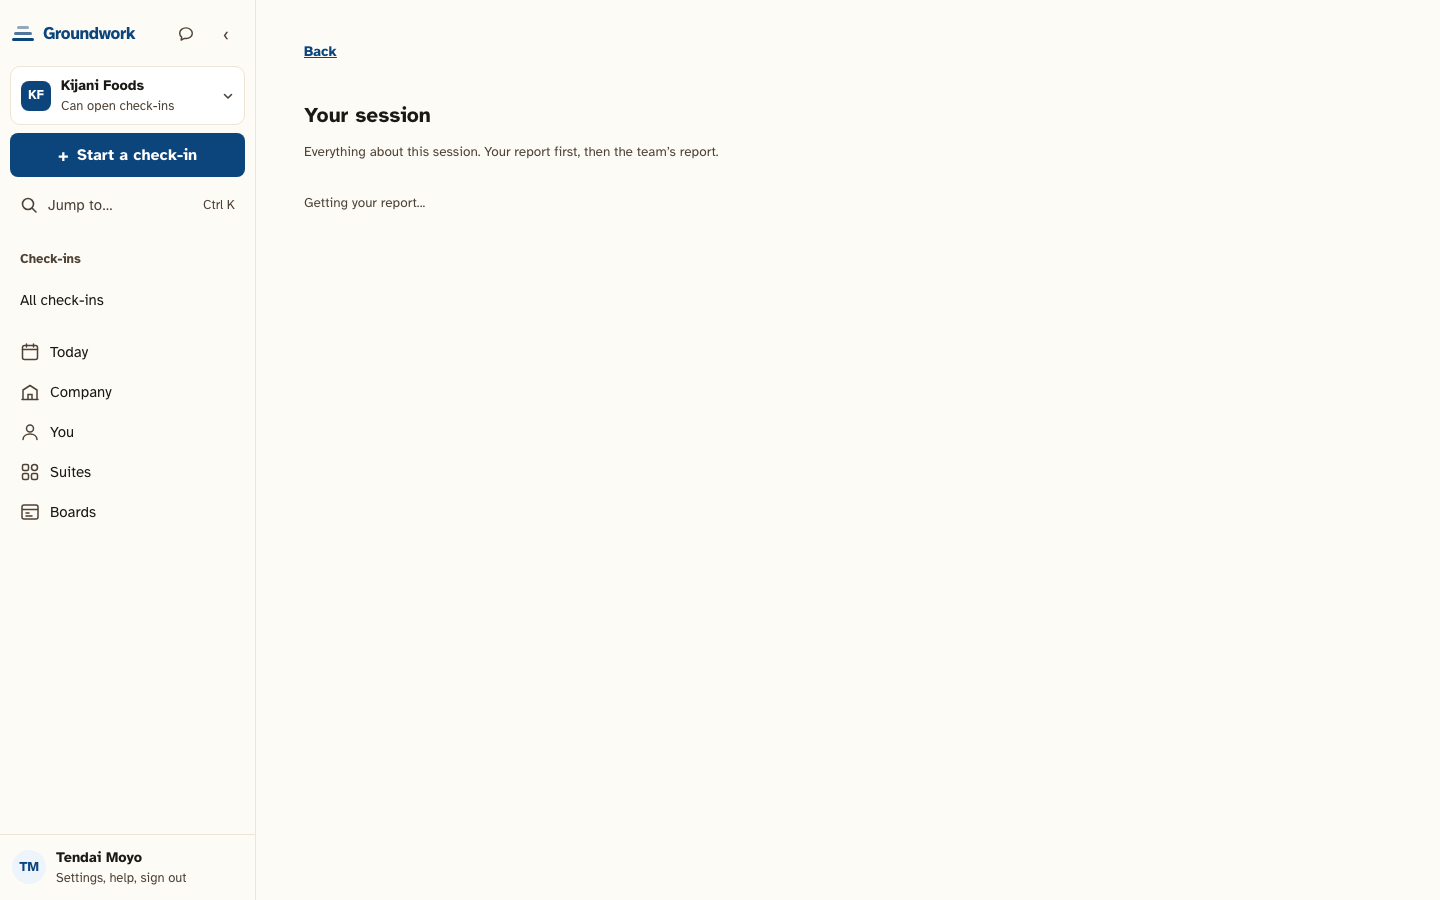 Groundwork
KF
Kijani Foods
Can open check-ins
+ Start a check-in
Jump to...
Ctrl K
Check-ins
All check-ins
Today
Company
You
Suites
Boards
TM
Tendai Moyo
Settings, help, sign out
Back
Your session
Everything about this session. Your report first, then the team's report.
Getting your report...